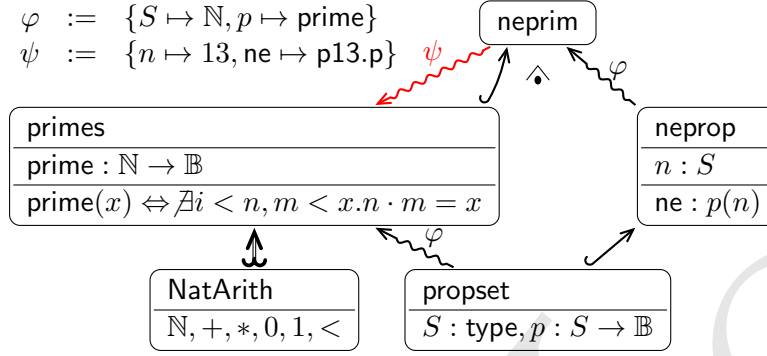 φ := {S ↦ ℕ, p ↦ prime}
ψ := {n ↦ 13, ne ↦ p13.p}
neprim
ψ
φ
primes
prime : ℕ → 𝔹
prime(x) ⇔ ∄i < n, m < x.n · m = x
neprop
n : S
ne : p(n)
φ
NatArith
ℕ, +, *, 0, 1, <
propset
S : type, p : S → 𝔹